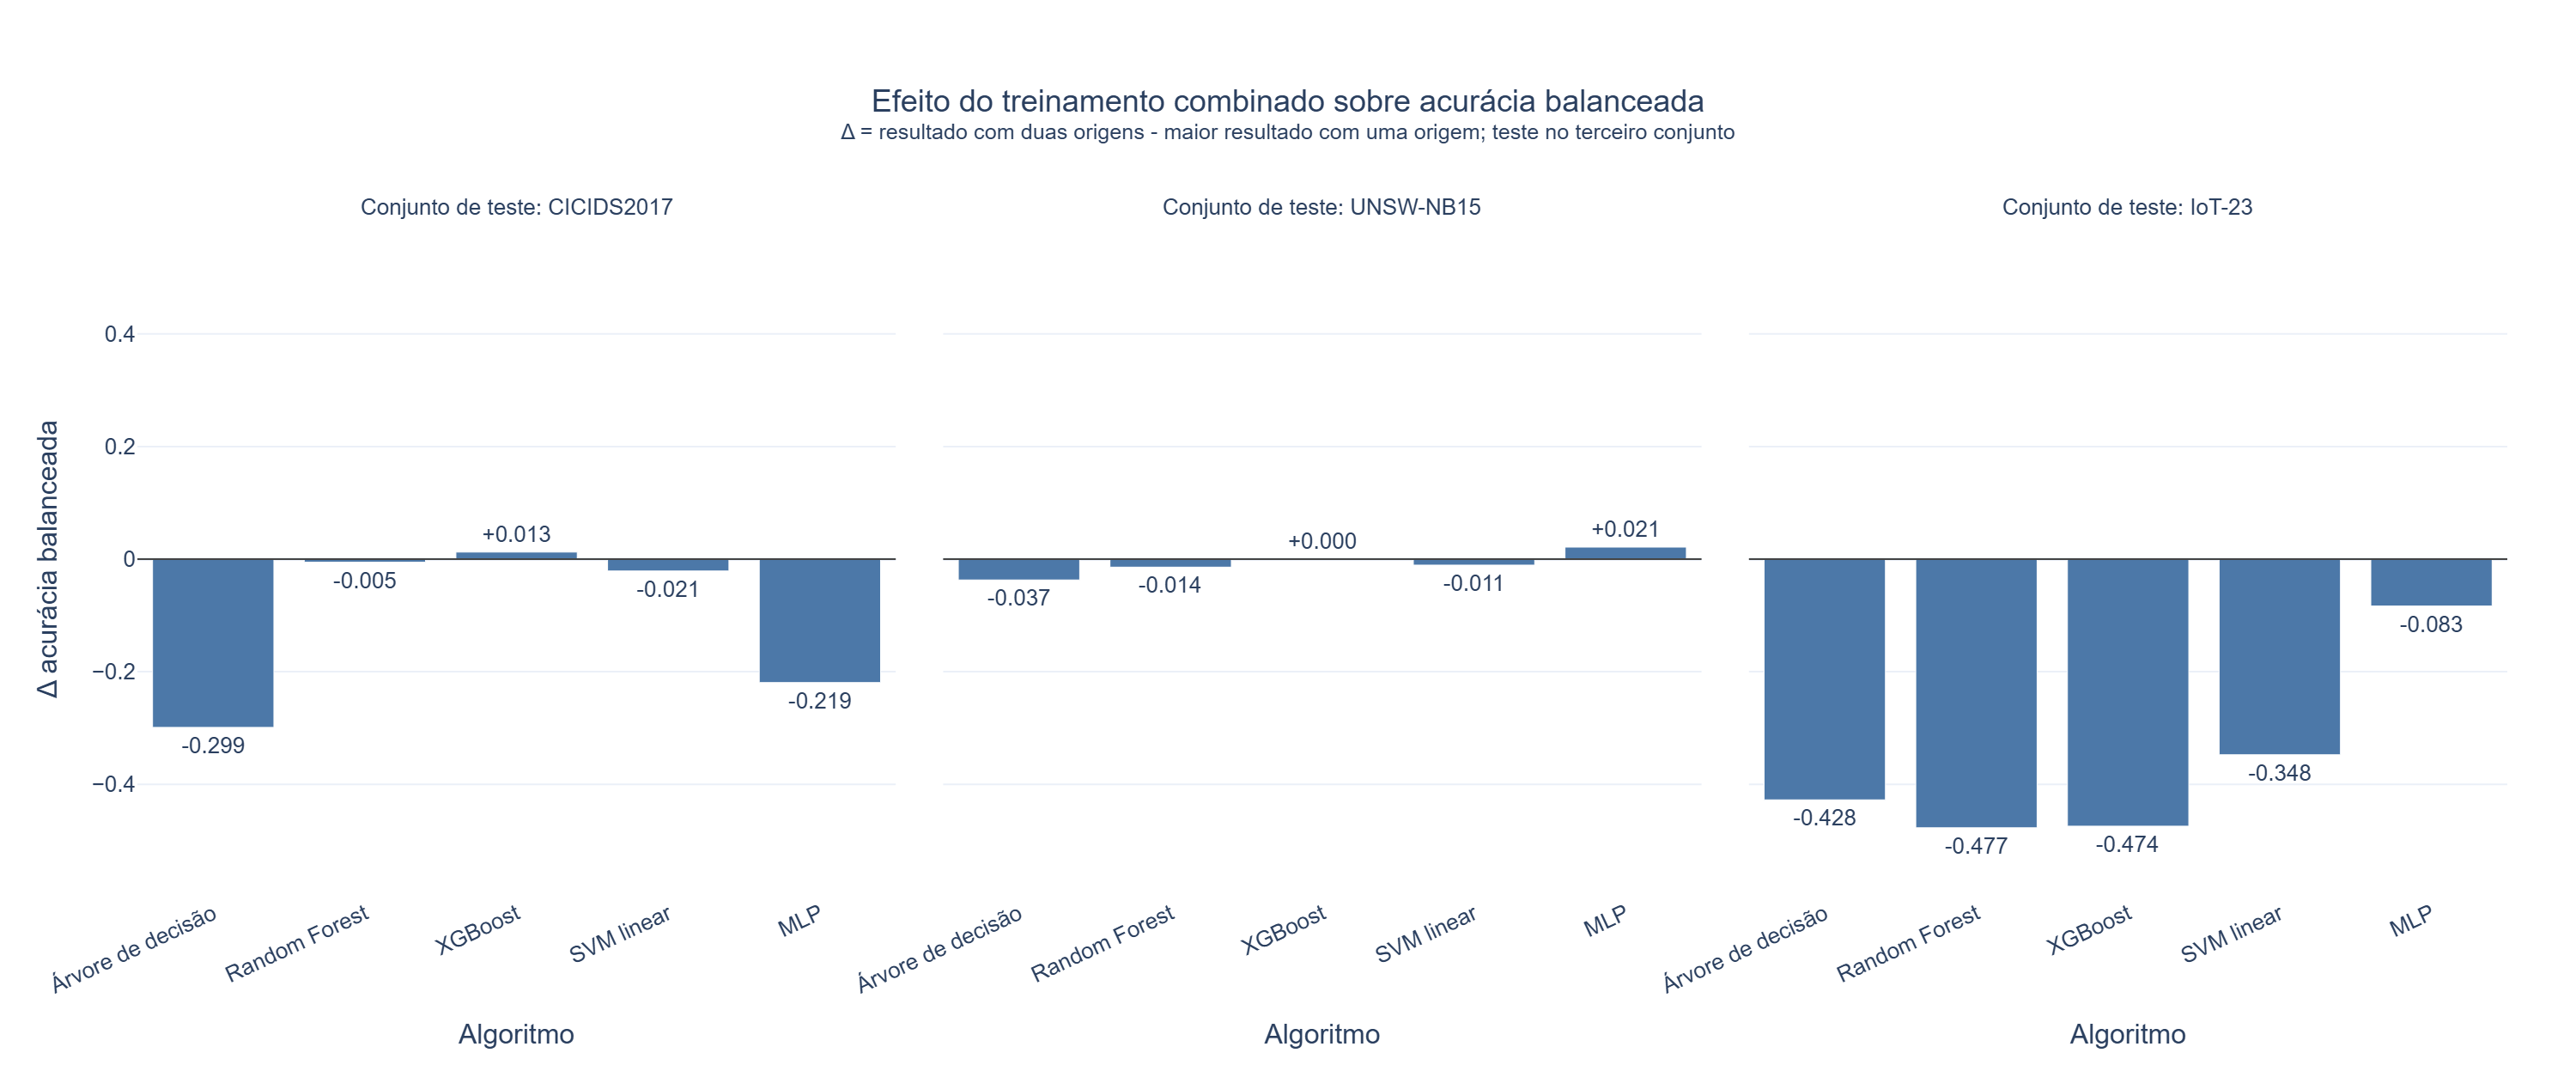 Efeito do treinamento combinado sobre acurácia balanceada
Δ = resultado com duas origens - maior resultado com uma origem; teste no terceiro conjunto
Conjunto de teste: CICIDS2017
Conjunto de teste: UNSW-NB15
Conjunto de teste: IoT-23
Δ acurácia balanceada
0.4
0.2
0
−0.2
−0.4
-0.299
-0.005
+0.013
-0.021
-0.219
-0.037
-0.014
+0.000
-0.011
+0.021
-0.428
-0.477
-0.474
-0.348
-0.083
Árvore de decisão
Random Forest
XGBoost
SVM linear
MLP
Árvore de decisão
Random Forest
XGBoost
SVM linear
MLP
Árvore de decisão
Random Forest
XGBoost
SVM linear
MLP
Algoritmo
Algoritmo
Algoritmo